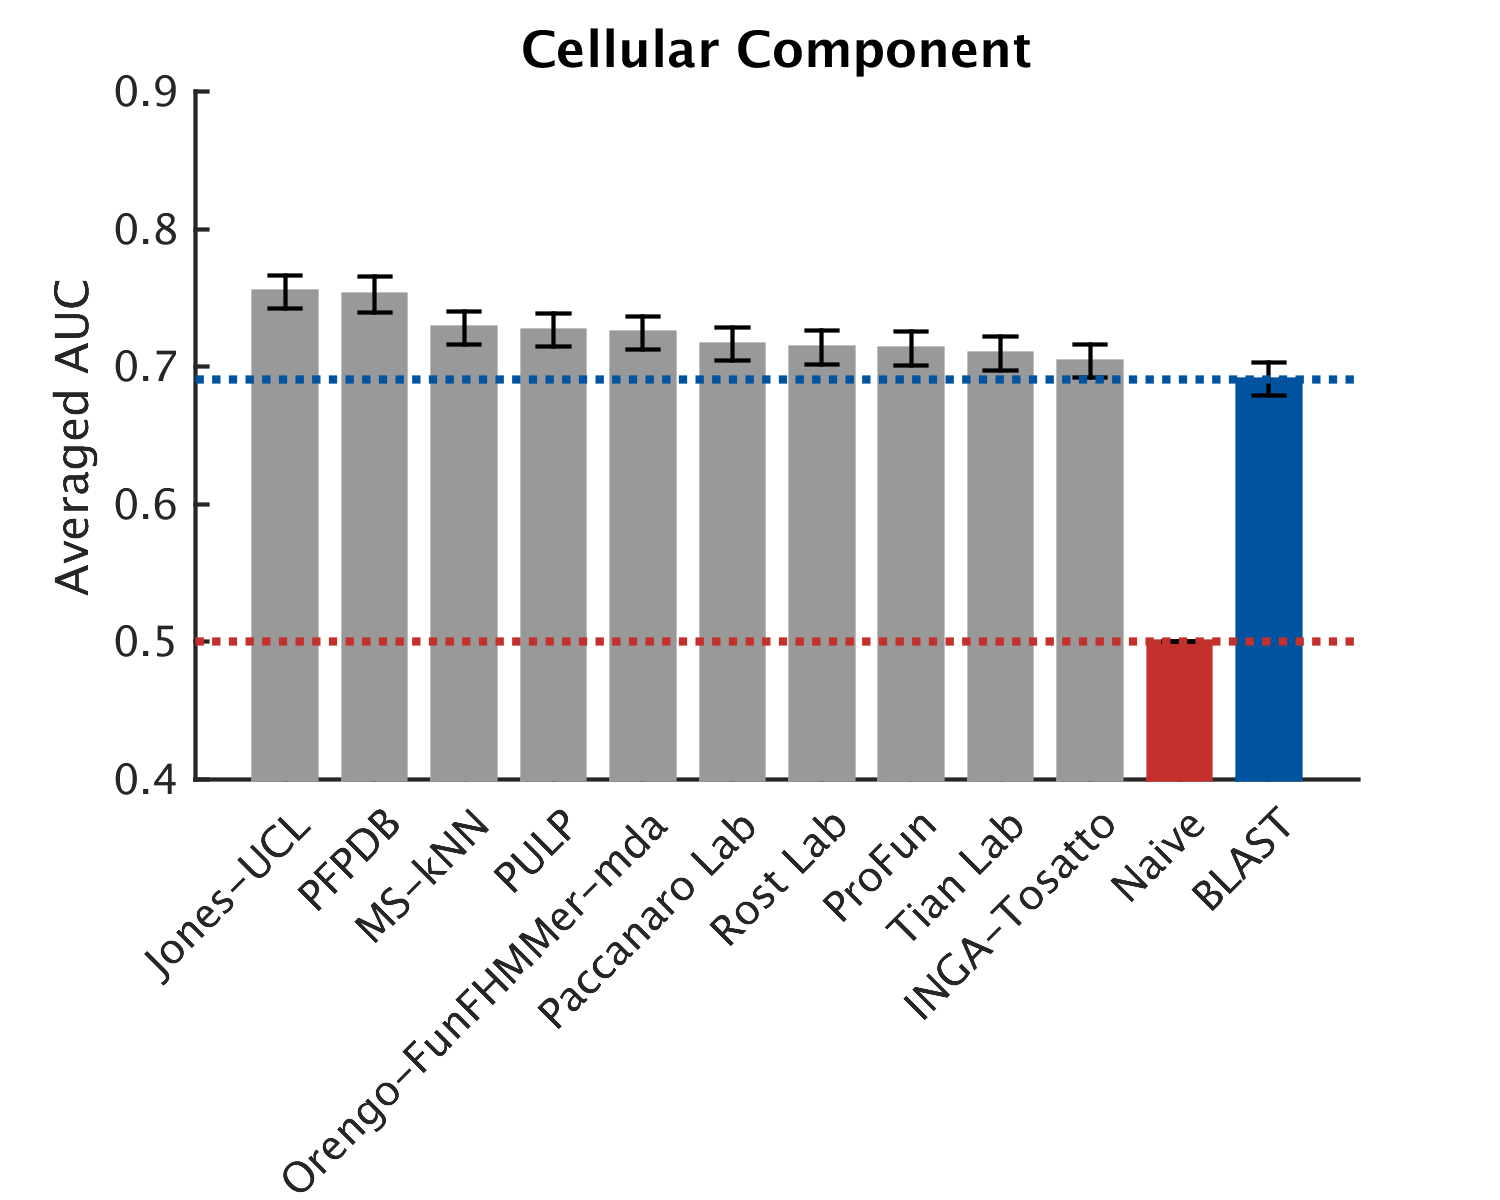 Cellular Component
Averaged AUC
0.9
0.8
0.7
0.6
0.5
0.4
Jones-UCL
PFPDB
MS-kNN
PULP
Orengo-FunFHMMer-mda
Paccanaro Lab
Rost Lab
ProFun
Tian Lab
INGA-Tosatto
Naive
BLAST